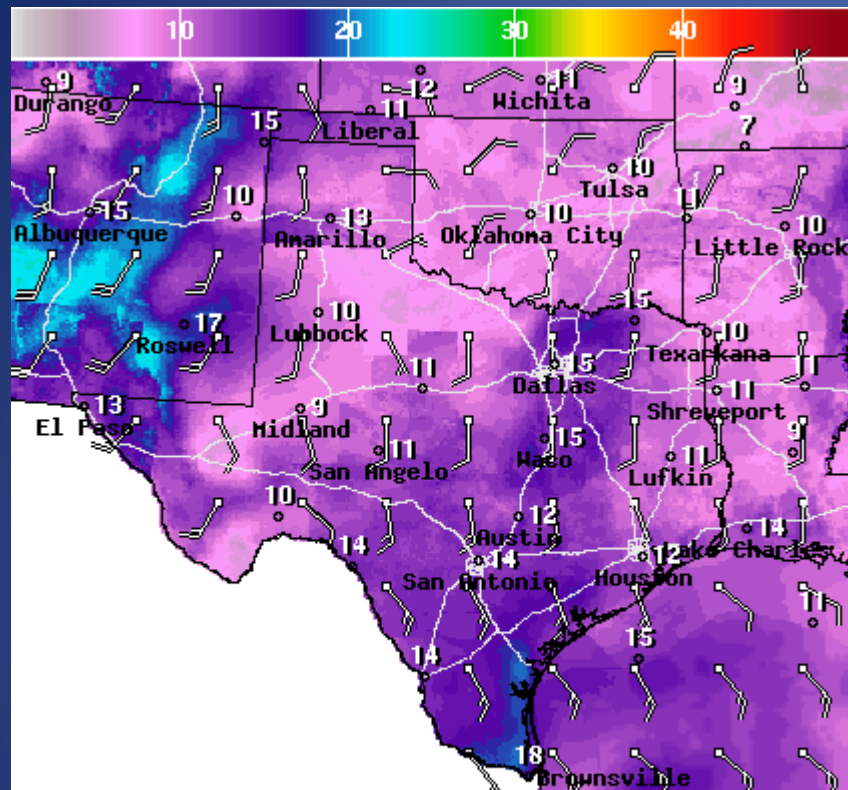 10 20 30 40
9 12 11 9
Durango Wichita
11
Liberal
15 7
10
Tulsa
15 10 13 10 11 10
Albuquerque Amarillo Oklahoma City Little Rock
17 10 15 10
Roswell Lubbock Texarkana
11 15 11 11
Dallas
13 9 Shreveport
El Paso Midland
11 15 11 9
San Angelo Waco Lufkin
10 12 14
Austin Lake Charles
14 14 12
San Antonio Houston
11
15
14
18
Brownsville